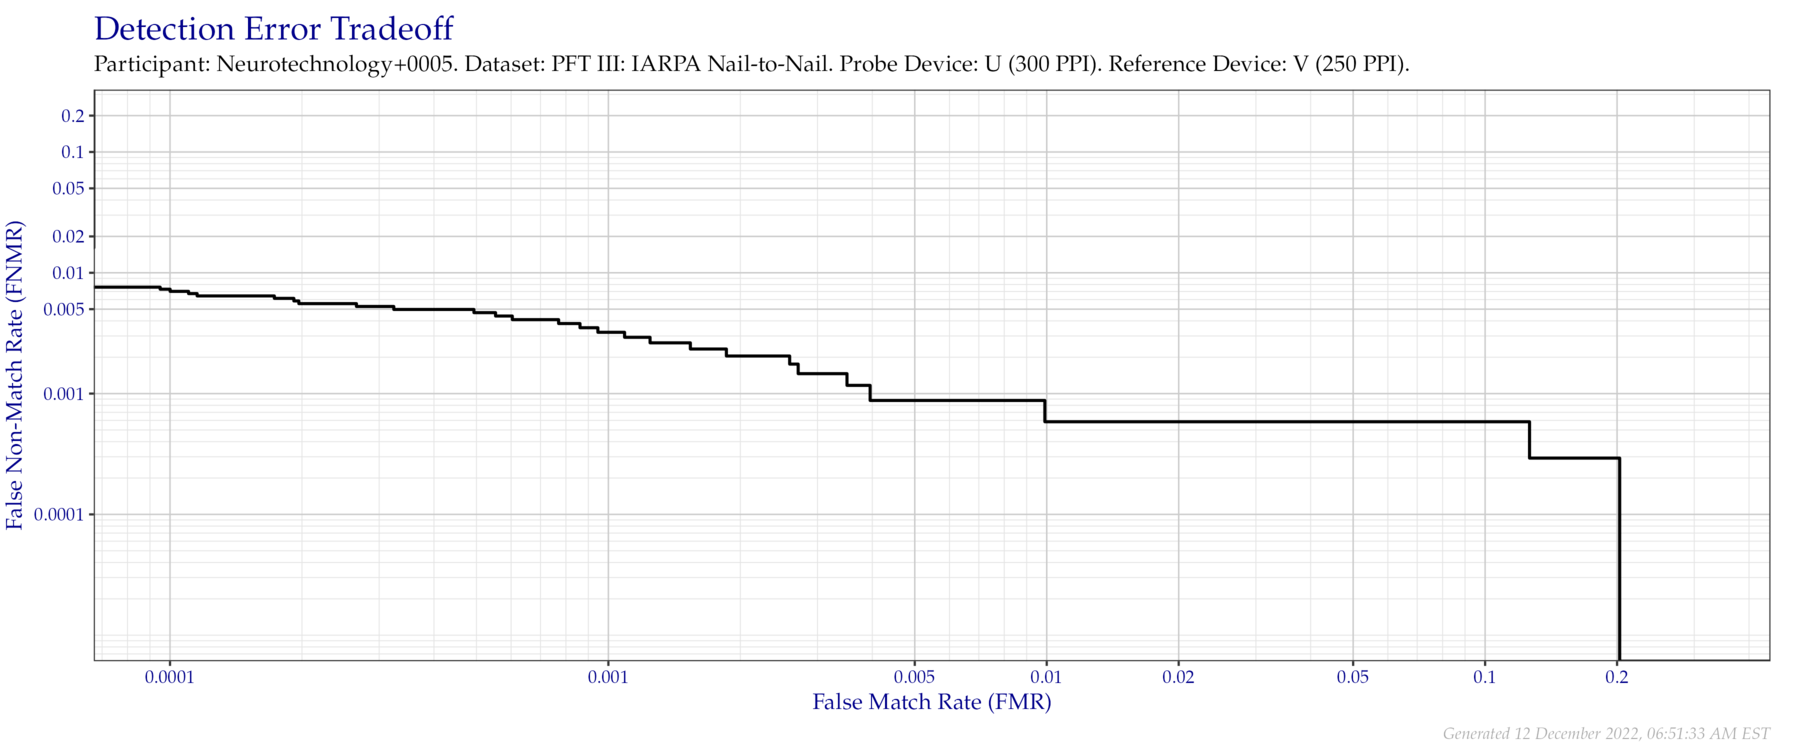 Detection Error Tradeoff
Participant: Neurotechnology+0005. Dataset: PFT III: IARPA Nail-to-Nail. Probe Device: U (300 PPI). Reference Device: V (250 PPI).
False Non-Match Rate (FNMR)
0.2
0.1
0.05
0.02
0.01
0.005
0.001
0.0001
0.0001 0.001 0.005 0.01 0.02 0.05 0.1 0.2
False Match Rate (FMR)
Generated 12 December 2022, 06:51:33 AM EST